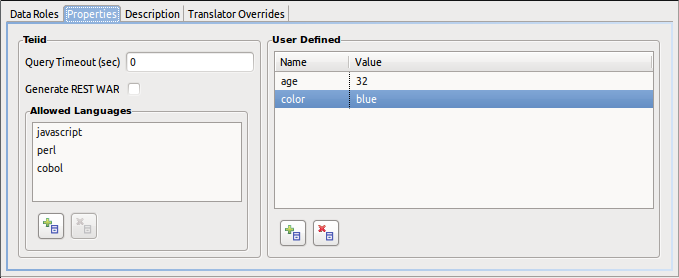 Data Roles Properties Description Translator Overrides
Teiid
Query Timeout (sec) 0
Generate REST WAR
Allowed Languages
javascript
perl
cobol
User Defined
Name Value
age 32
color blue